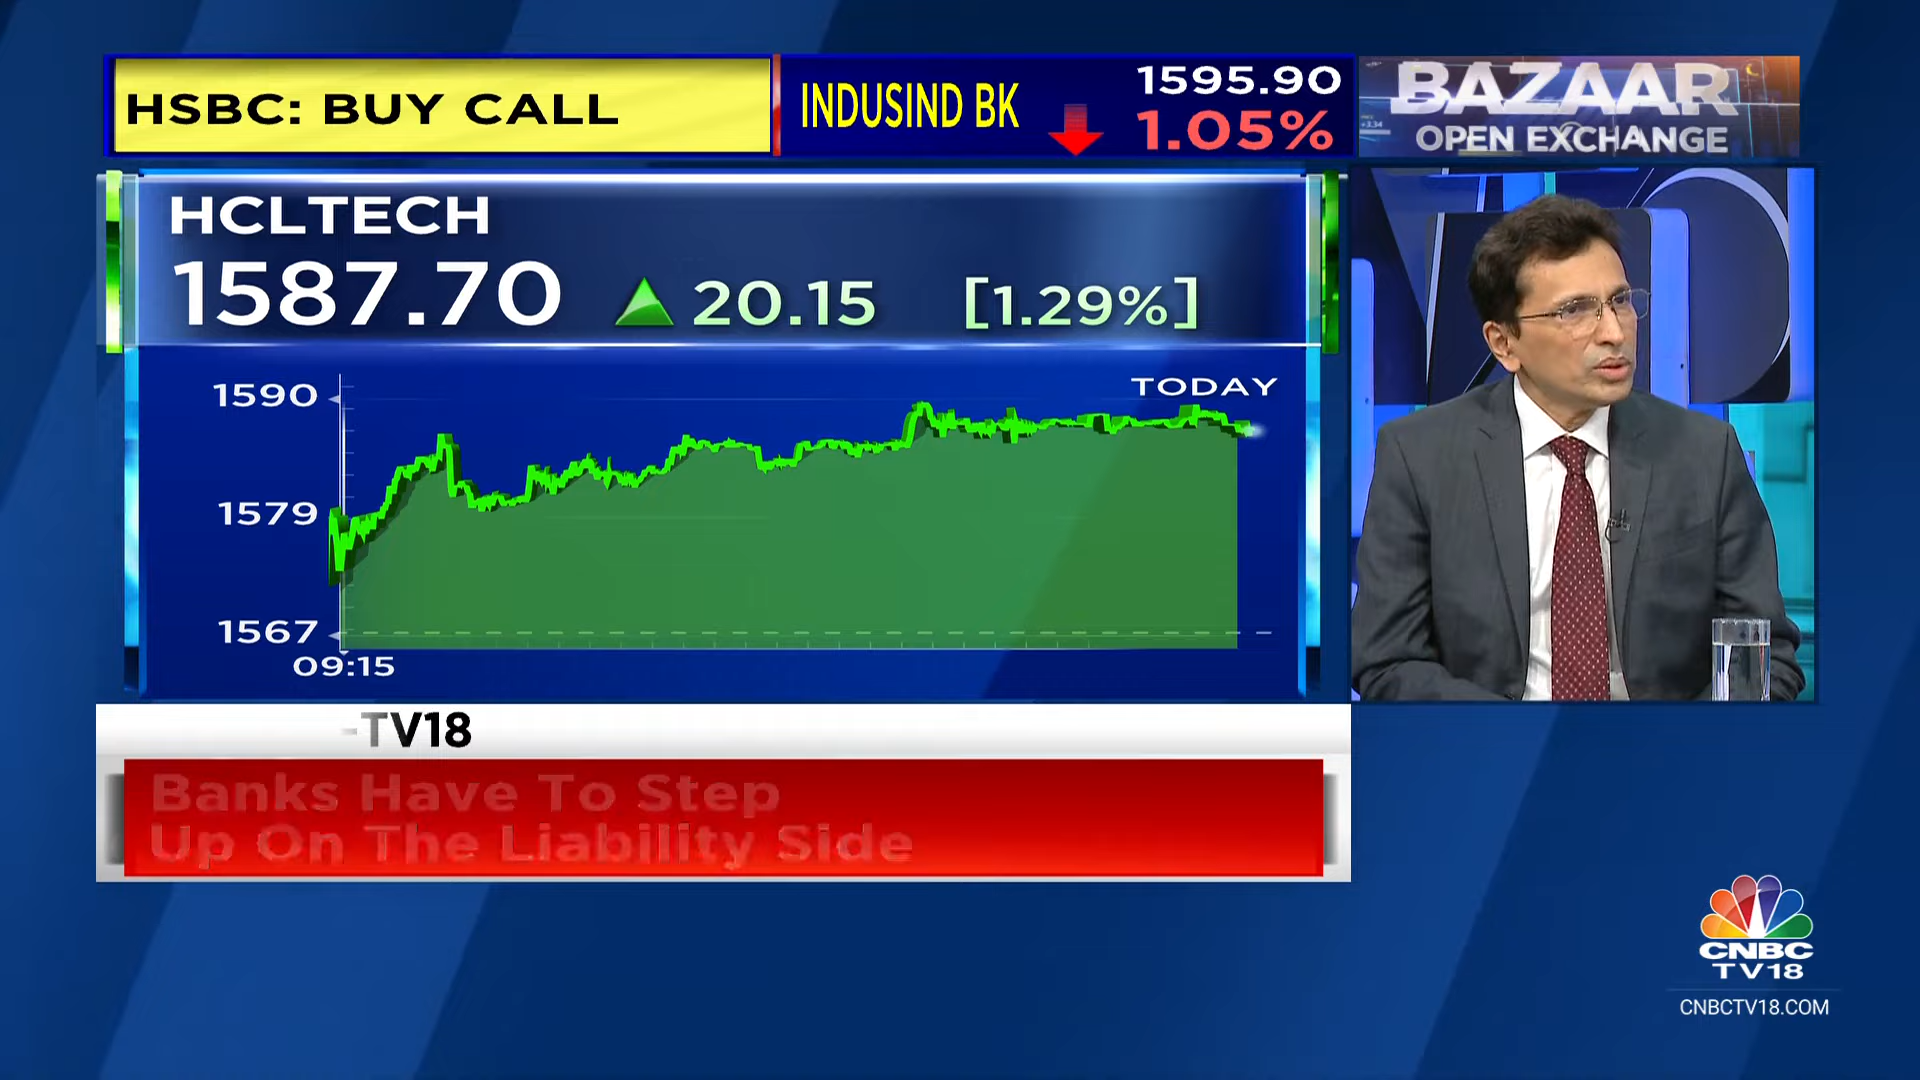 HSBC: BUY CALL
INDUSIND BK
1595.90
1.05%
BAZAAR
OPEN EXCHANGE
HCLTECH
1587.70 20.15 [1.29%]
TODAY
1590
1579
1567
09:15
-TV18
Banks Have To Step
Up On The Liability Side
CNBC
TV18
CNBCTV18.COM